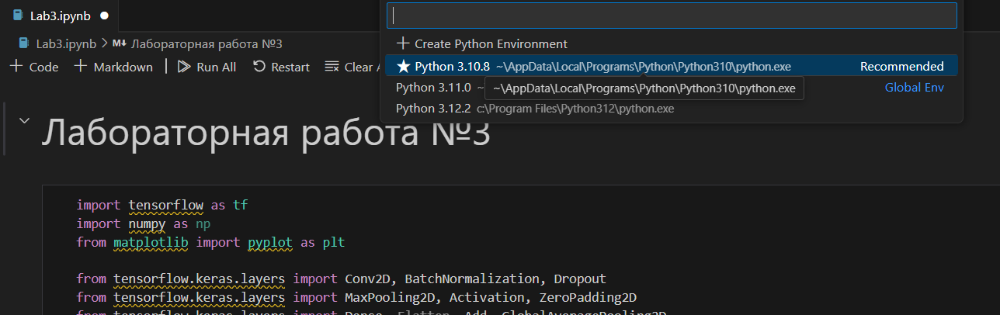 Lab3.ipynb
Lab3.ipynb > M↓ Лабораторная работа №3
+ Code + Markdown | Run All Restart Clear A
+ Create Python Environment
★ Python 3.10.8 ~\AppData\Local\Programs\Python\Python310\python.exe Recommended
Python 3.11.0 ~ Global Env
~\AppData\Local\Programs\Python\Python310\python.exe
Python 3.12.2 c:\Program Files\Python312\python.exe
Лабораторная работа №3
import tensorflow as tf
import numpy as np
from matplotlib import pyplot as plt
from tensorflow.keras.layers import Conv2D, BatchNormalization, Dropout
from tensorflow.keras.layers import MaxPooling2D, Activation, ZeroPadding2D
from tensorflow.keras.layers import Dense, Flatten, Add, GlobalAveragePooling2D